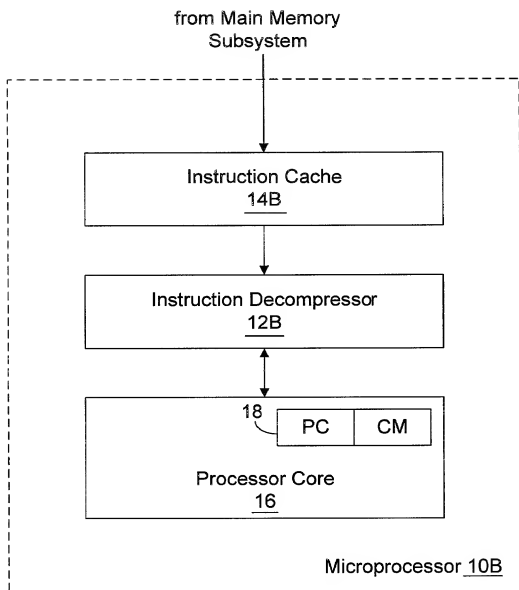 from Main Memory
Subsystem
Instruction Cache
14B
Instruction Decompressor
12B
18
PC CM
Processor Core
16
Microprocessor 10B